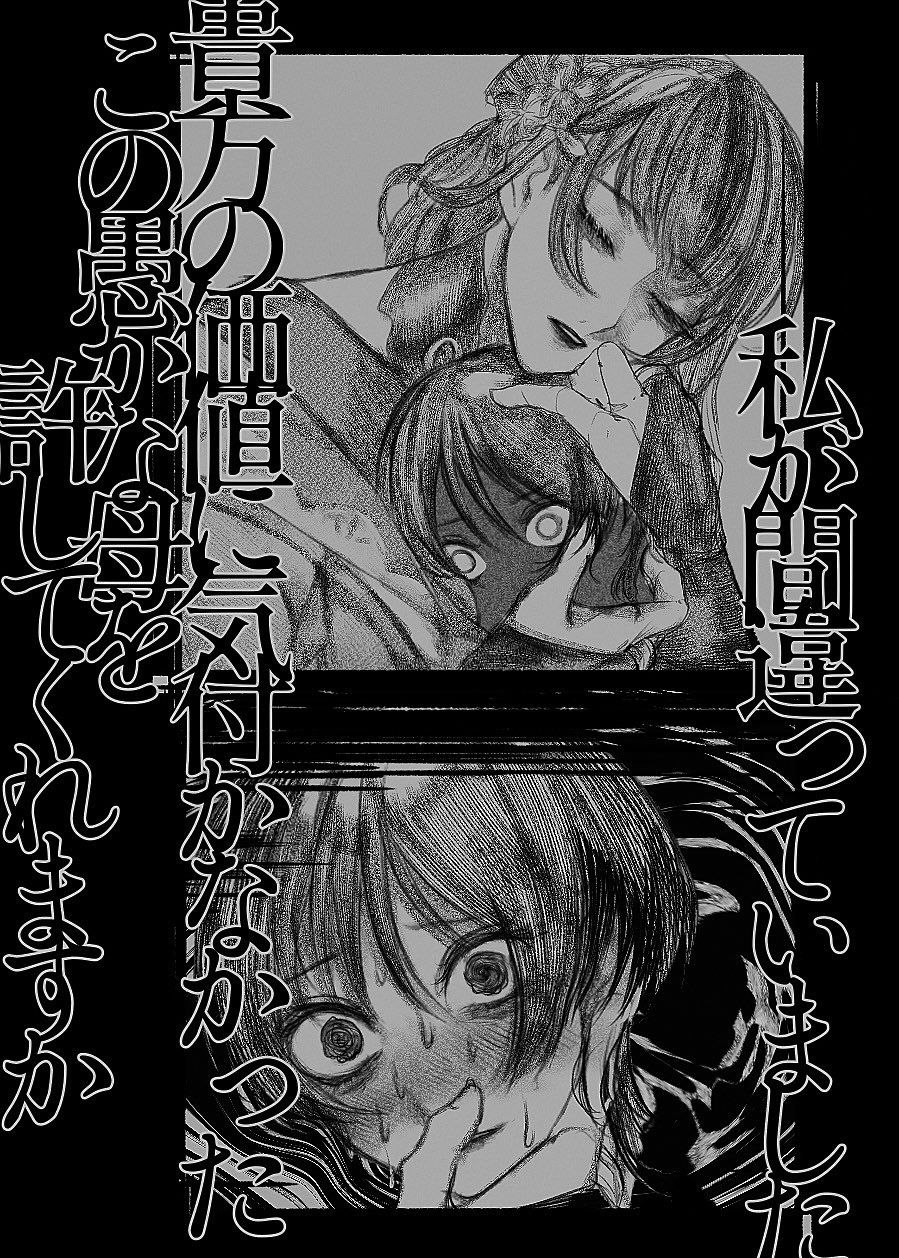 私が間違っていました
貴方の価値に気付かなかった
この愚かな母を
許してくれますか